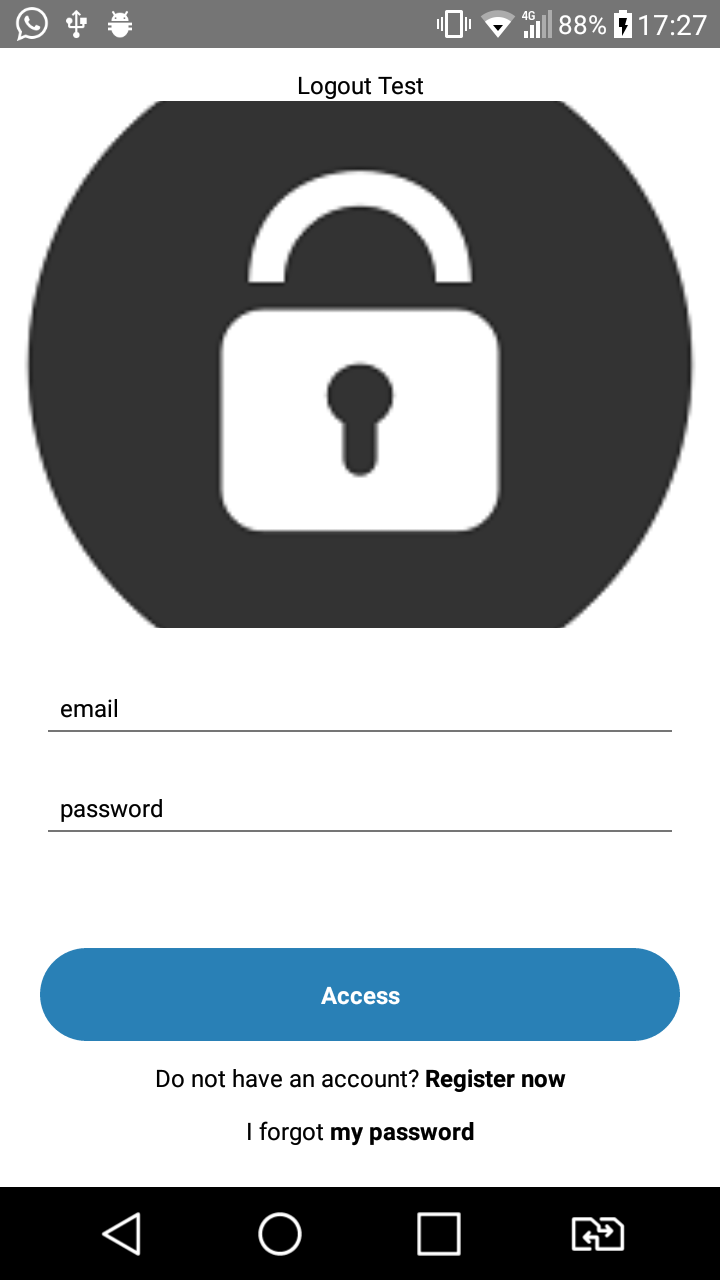 4G 88% 17:27
Logout Test
email
password
Access
Do not have an account? Register now
I forgot my password